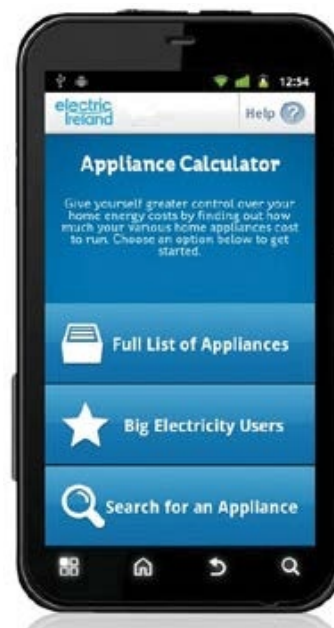 12:54
electric
Ireland
Help ?
Appliance Calculator
Give yourself greater control over your
home energy costs by finding out how
much your various home appliances cost
to run. Choose an option below to get
started.
Full List of Appliances
Big Electricity Users
Search for an Appliance